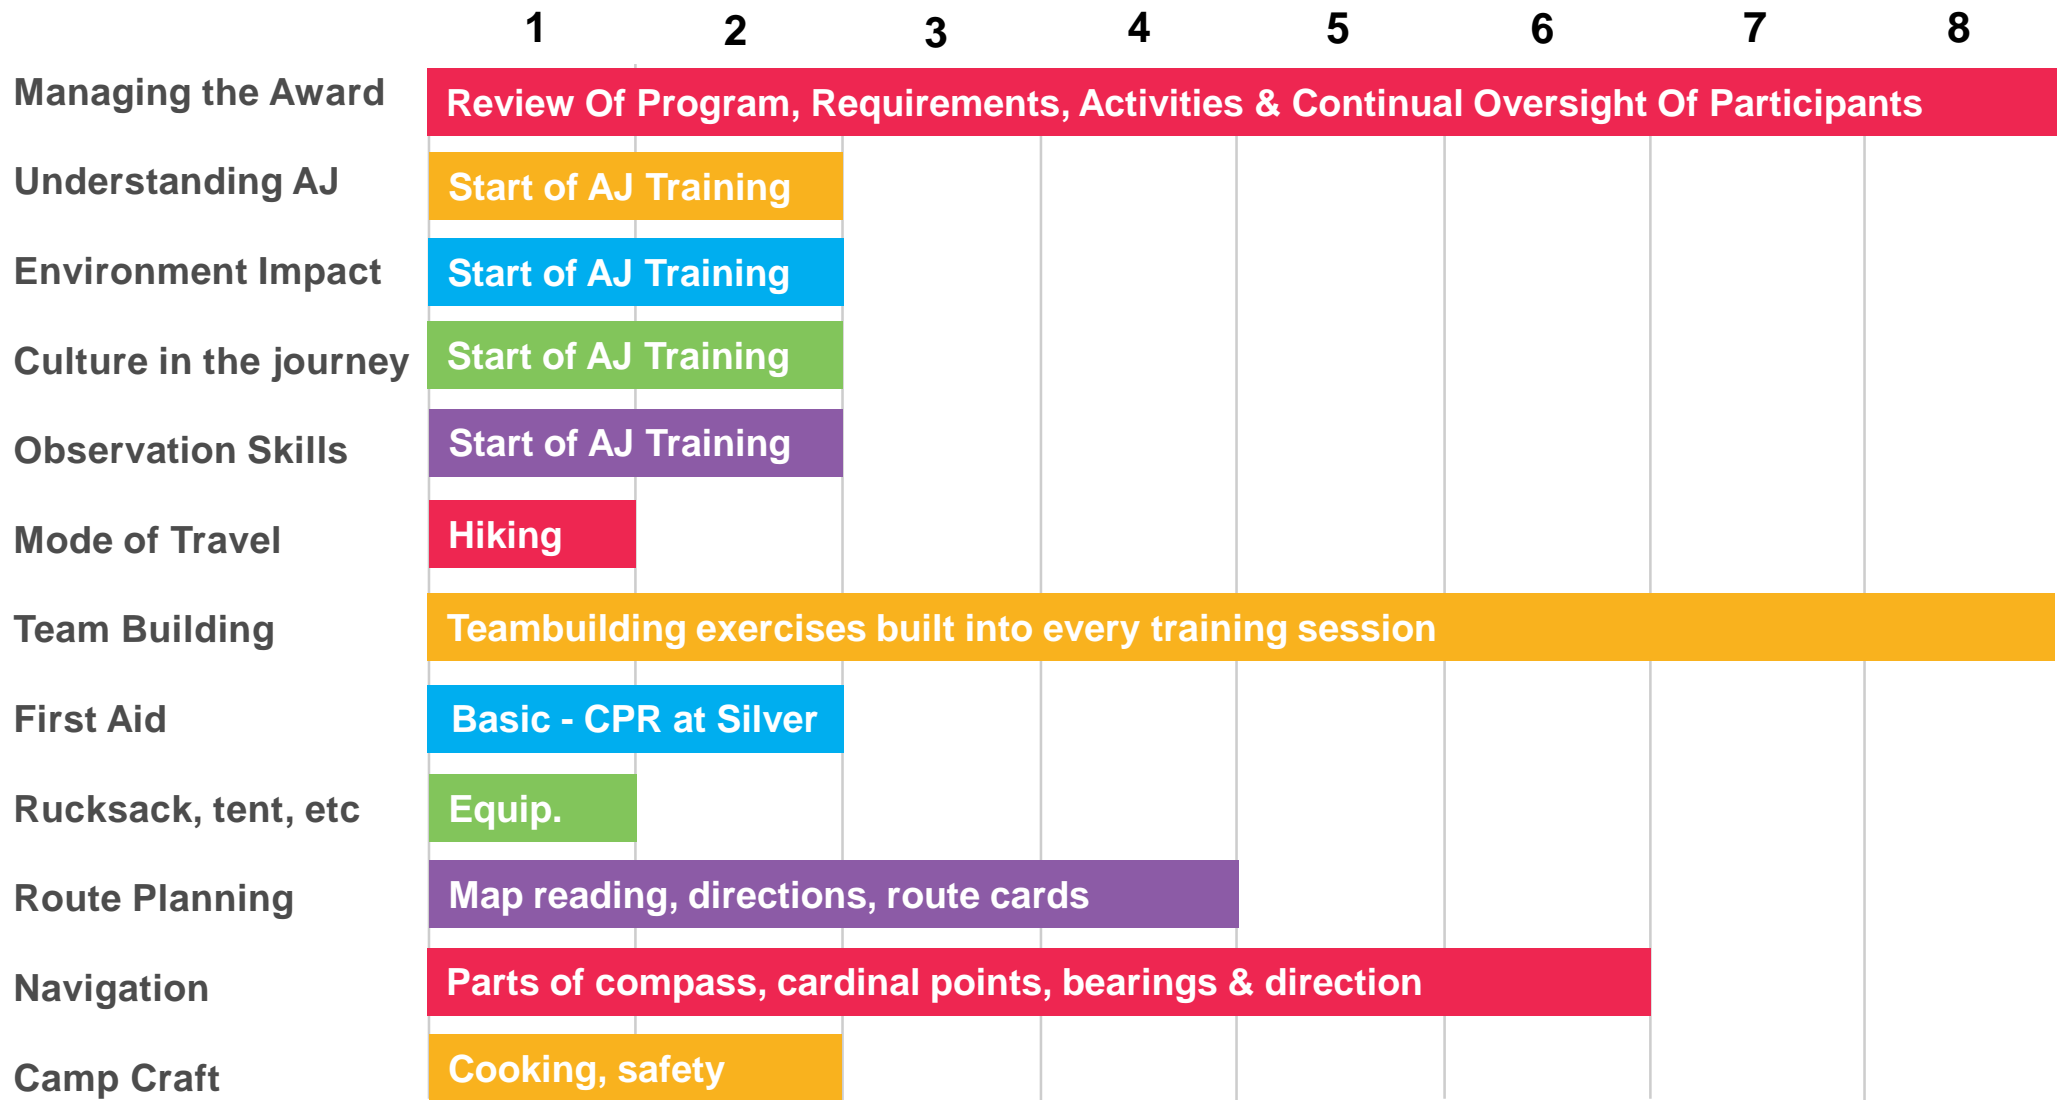 1 2 3 4 5 6 7 8
Managing the Award Review Of Program, Requirements, Activities & Continual Oversight Of Participants
Understanding AJ Start of AJ Training
Environment Impact Start of AJ Training
Culture in the journey Start of AJ Training
Observation Skills Start of AJ Training
Mode of Travel Hiking
Team Building Teambuilding exercises built into every training session
First Aid Basic - CPR at Silver
Rucksack, tent, etc Equip.
Route Planning Map reading, directions, route cards
Navigation Parts of compass, cardinal points, bearings & direction
Camp Craft Cooking, safety